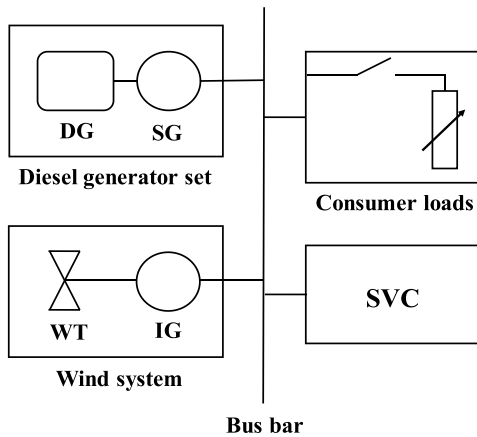 DG
SG
Diesel generator set
Consumer loads
WT
IG
Wind system
SVC
Bus bar